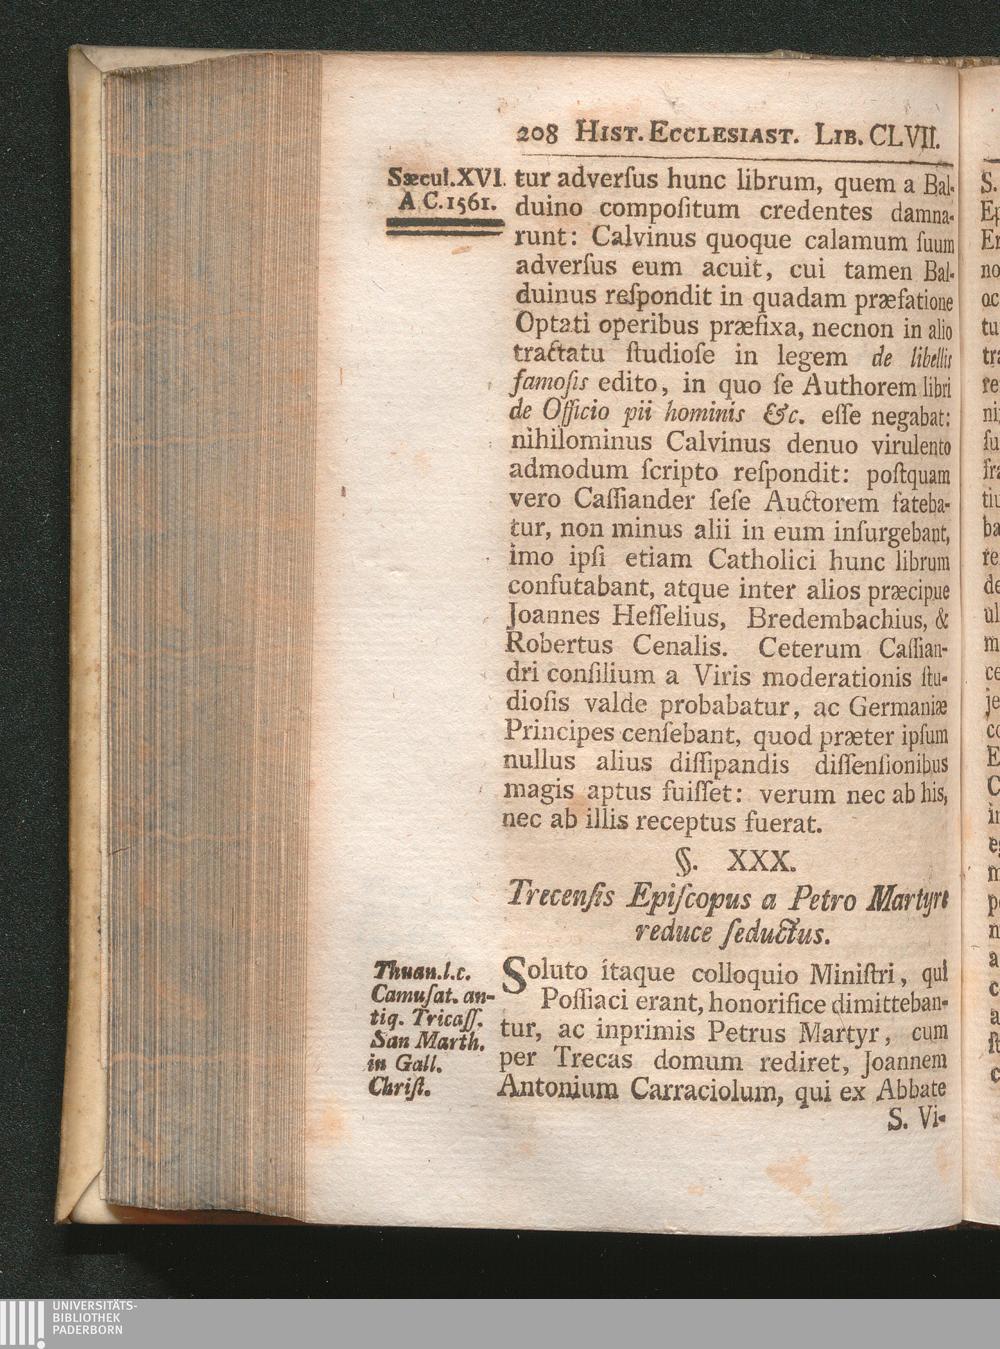 208 HIST. ECCLESIAST. LIB. CLVII.
Sæcul. XVI.
A C. 1561.
tur adverſus hunc librum, quem a Bal-
duino compoſitum credentes damna-
runt: Calvinus quoque calamum ſuum
adverſus eum acuit, cui tamen Bal-
duinus reſpondit in quadam præfatione
Optati operibus præfixa, necnon in alio
tractatu ſtudioſe in legem de libellis
famoſis edito, in quo ſe Authorem libri
de Officio pii hominis &c. eſſe negabat:
nihilominus Calvinus denuo virulento
admodum ſcripto reſpondit: poſtquam
vero Caſſiander ſeſe Auctorem fateba-
tur, non minus alii in eum inſurgebant,
imo ipſi etiam Catholici hunc librum
confutabant, atque inter alios præcipue
Joannes Heſſelius, Bredembachius, &
Robertus Cenalis. Ceterum Caſſian-
dri conſilium a Viris moderationis ſtu-
dioſis valde probabatur, ac Germaniæ
Principes cenſebant, quod præter ipſum
nullus alius diſſipandis diſſenſionibus
magis aptus fuiſſet: verum nec ab his,
nec ab illis receptus fuerat.
§. XXX.
Trecenſis Epiſcopus a Petro Martyre
reduce ſeductus.
Thuan. l. c.
Camuſat. an-
tiq. Tricaſſ.
San Marth.
in Gall.
Chriſt.
Soluto itaque colloquio Miniſtri, qui
Poſſiaci erant, honorifice dimitteban-
tur, ac inprimis Petrus Martyr, cum
per Trecas domum rediret, Joannem
Antonium Carraciolum, qui ex Abbate
S. Vi-
UNIVERSITÄTS-
BIBLIOTHEK
PADERBORN